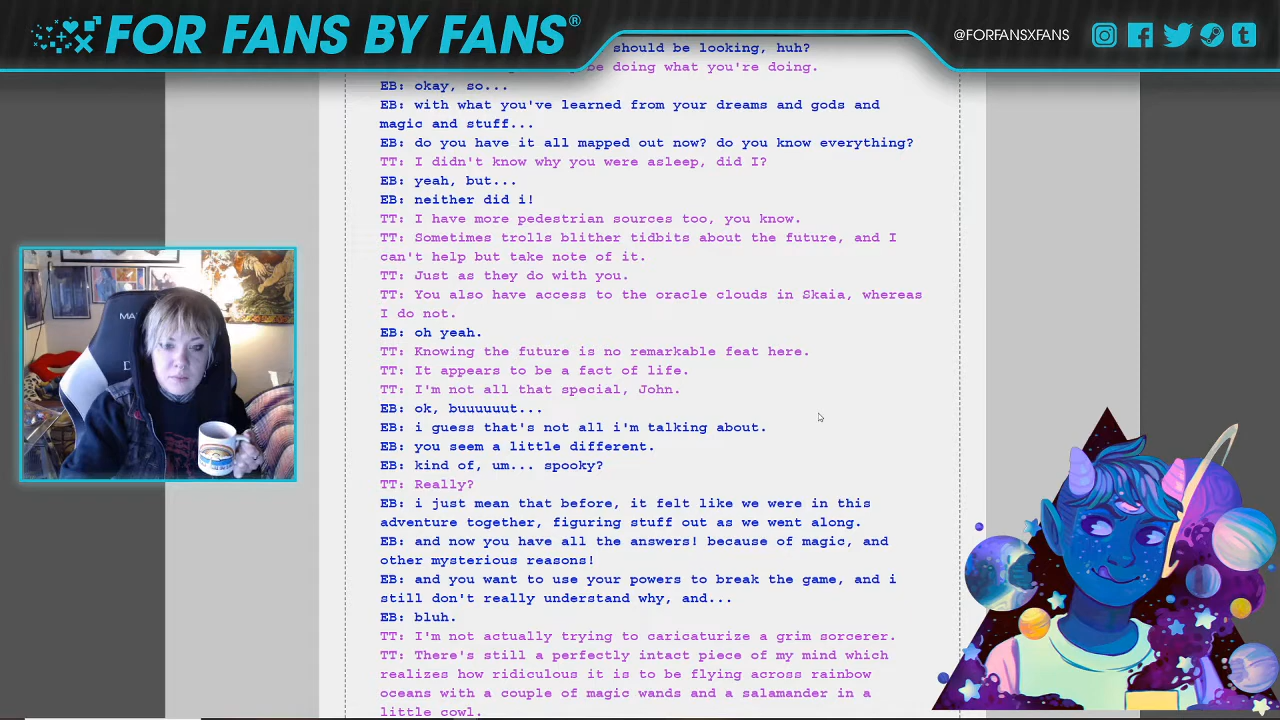 FOR FANS BY FANS®
@FORFANSXFANS
should be looking, huh?
be doing what you're doing.
EB: okay, so...
EB: with what you've learned from your dreams and gods and
magic and stuff...
EB: do you have it all mapped out now? do you know everything?
TT: I didn't know why you were asleep, did I?
EB: yeah, but...
EB: neither did i!
TT: I have more pedestrian sources too, you know.
TT: Sometimes trolls blither tidbits about the future, and I
can't help but take note of it.
TT: Just as they do with you.
TT: You also have access to the oracle clouds in Skaia, whereas
I do not.
EB: oh yeah.
TT: Knowing the future is no remarkable feat here.
TT: It appears to be a fact of life.
TT: I'm not all that special, John.
EB: ok, buuuuuut...
EB: i guess that's not all i'm talking about.
EB: you seem a little different.
EB: kind of, um... spooky?
TT: Really?
EB: i just mean that before, it felt like we were in this
adventure together, figuring stuff out as we went along.
EB: and now you have all the answers! because of magic, and
other mysterious reasons!
EB: and you want to use your powers to break the game, and i
still don't really understand why, and...
EB: bluh.
TT: I'm not actually trying to caricaturize a grim sorcerer.
TT: There's still a perfectly intact piece of my mind which
realizes how ridiculous it is to be flying across rainbow
oceans with a couple of magic wands and a salamander in a
little cowl.